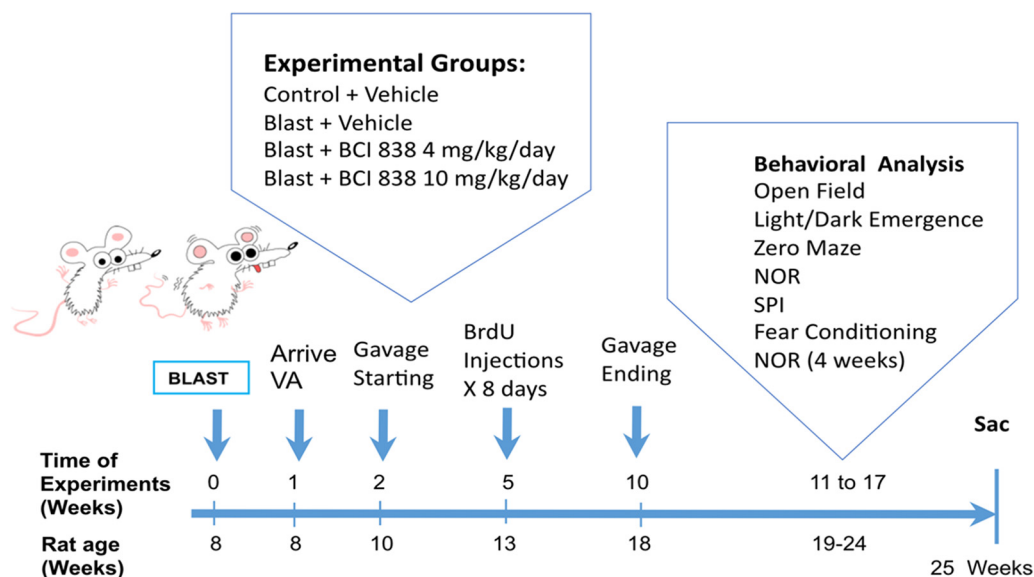 Experimental Groups:
Control + Vehicle
Blast + Vehicle
Blast + BCI 838 4 mg/kg/day
Blast + BCI 838 10 mg/kg/day
Behavioral Analysis
Open Field
Light/Dark Emergence
Zero Maze
NOR
SPI
Fear Conditioning
NOR (4 weeks)
BLAST
Arrive
VA
Gavage
Starting
BrdU
Injections
X 8 days
Gavage
Ending
Sac
Time of
Experiments
(Weeks)
0 1 2 5 10 11 to 17
Rat age
(Weeks)
8 8 10 13 18 19-24
25 Weeks